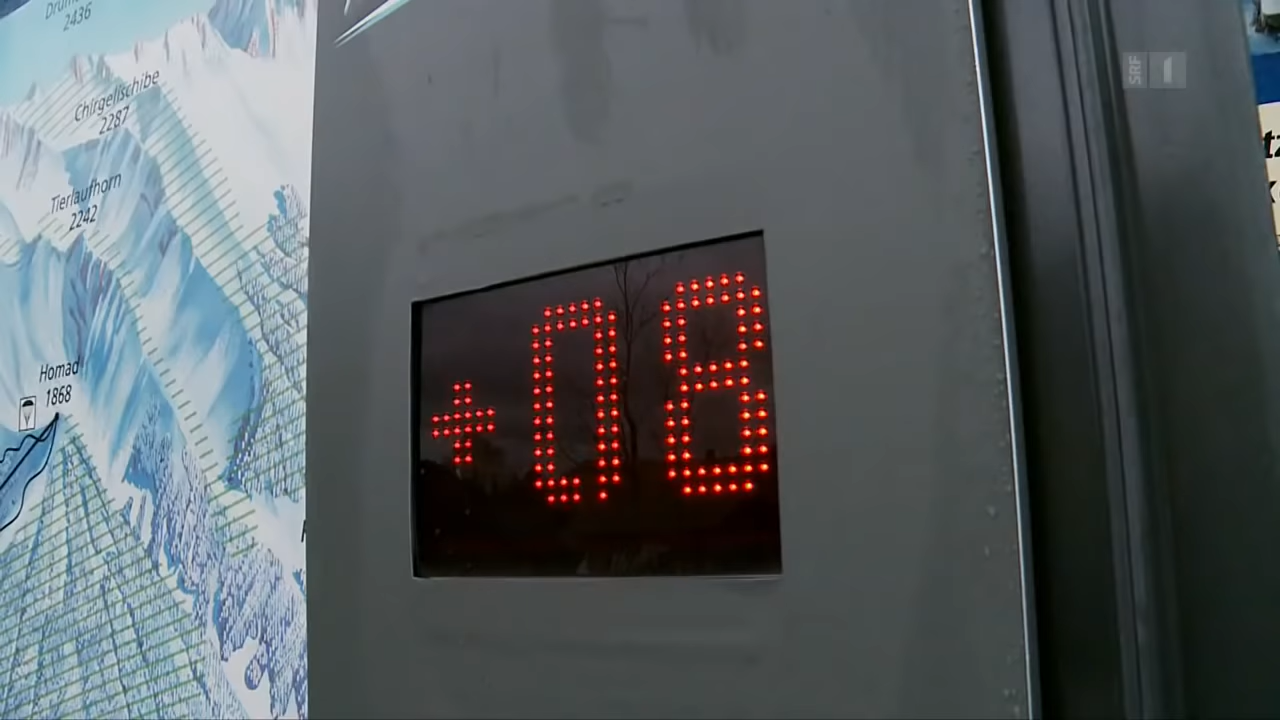 2436
Chirgelischibe
2287
Tierlaufhorn
2242
Homad
1868
+08
SRF 1